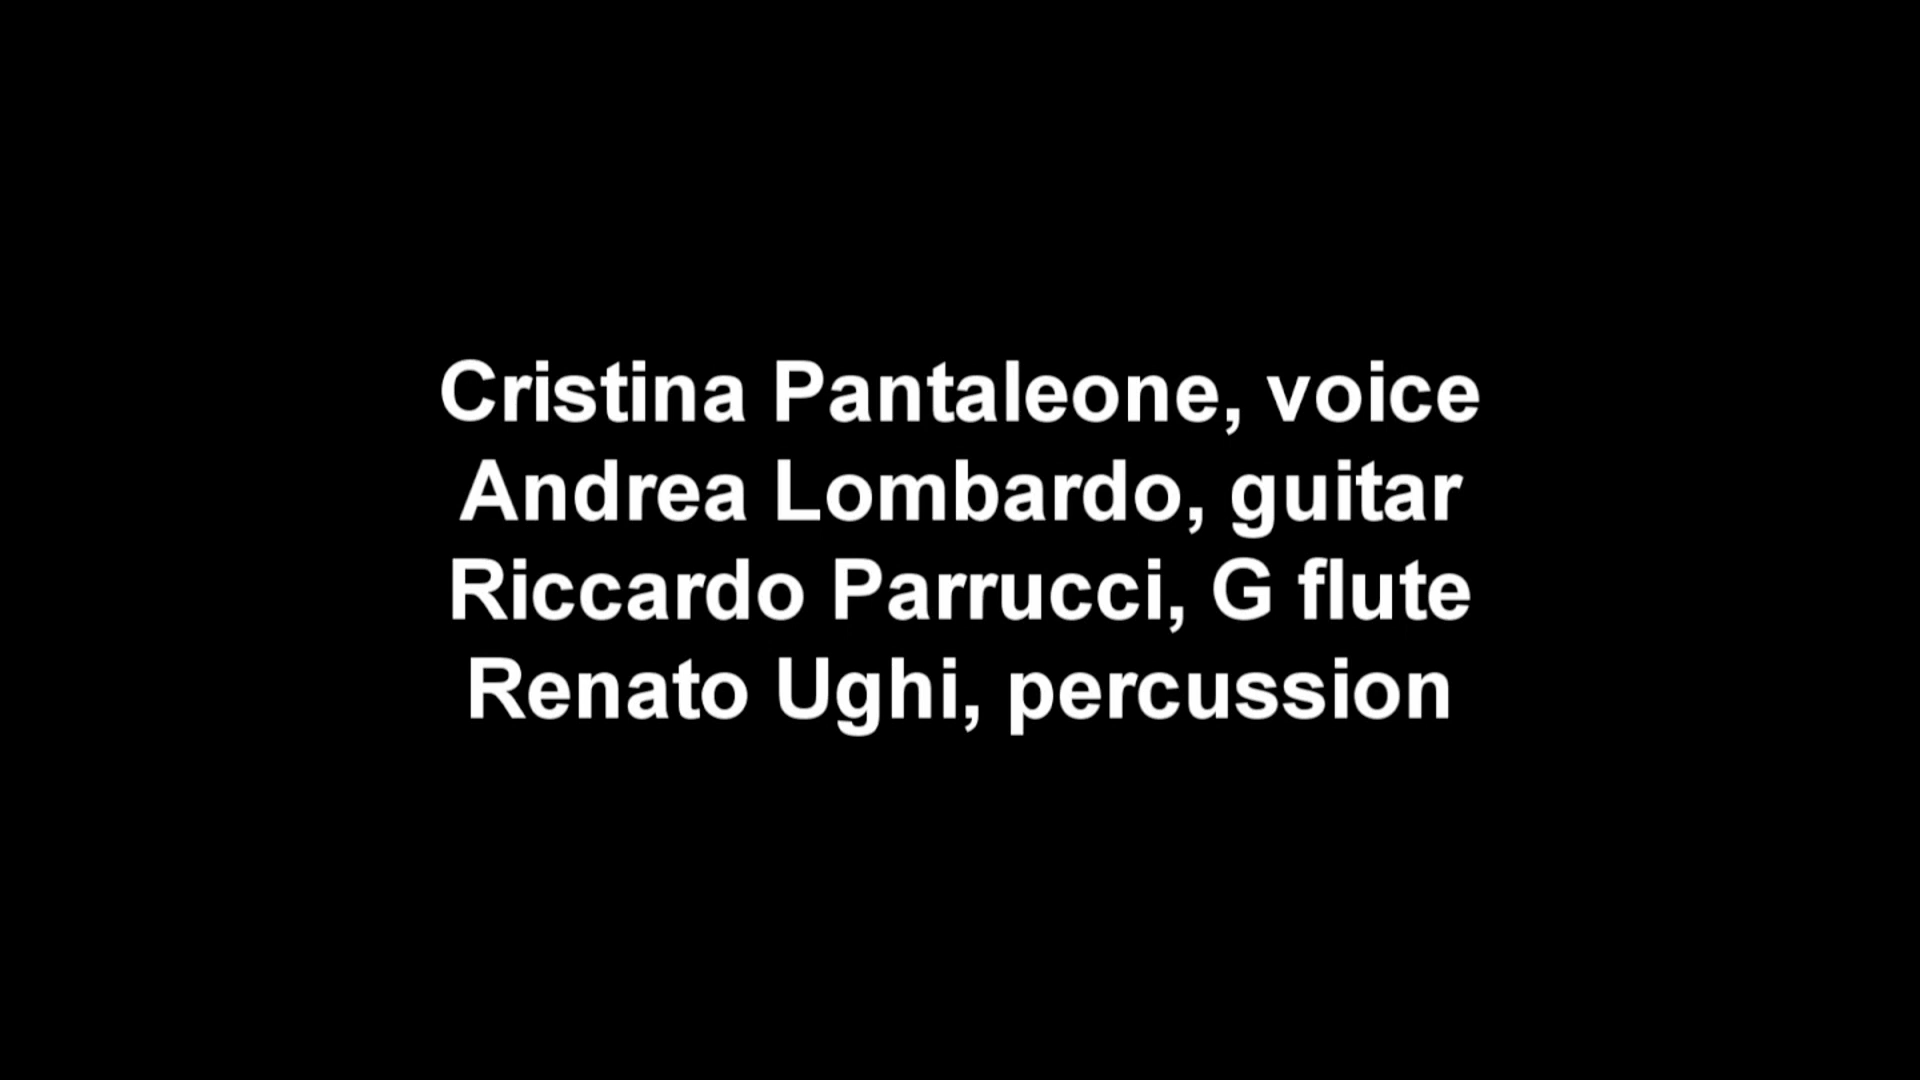 Cristina Pantaleone, voice
Andrea Lombardo, guitar
Riccardo Parrucci, G flute
Renato Ughi, percussion